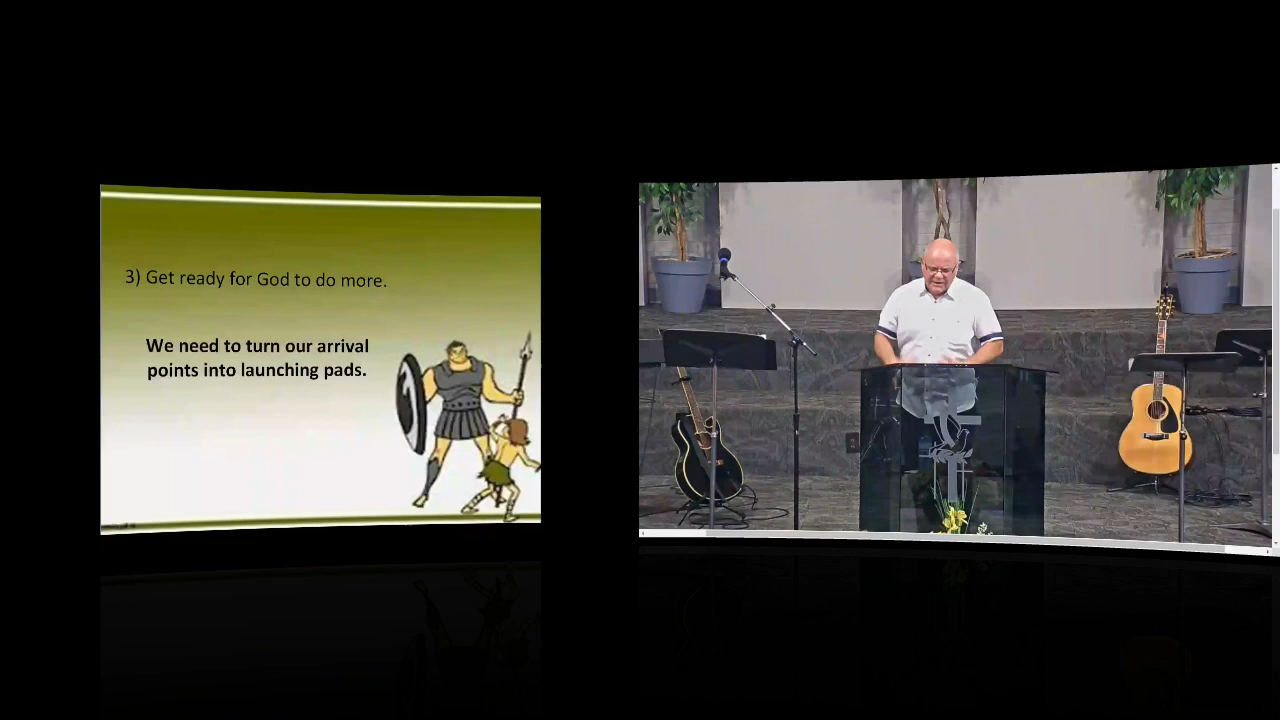 3) Get ready for God to do more.
We need to turn our arrival
points into launching pads.